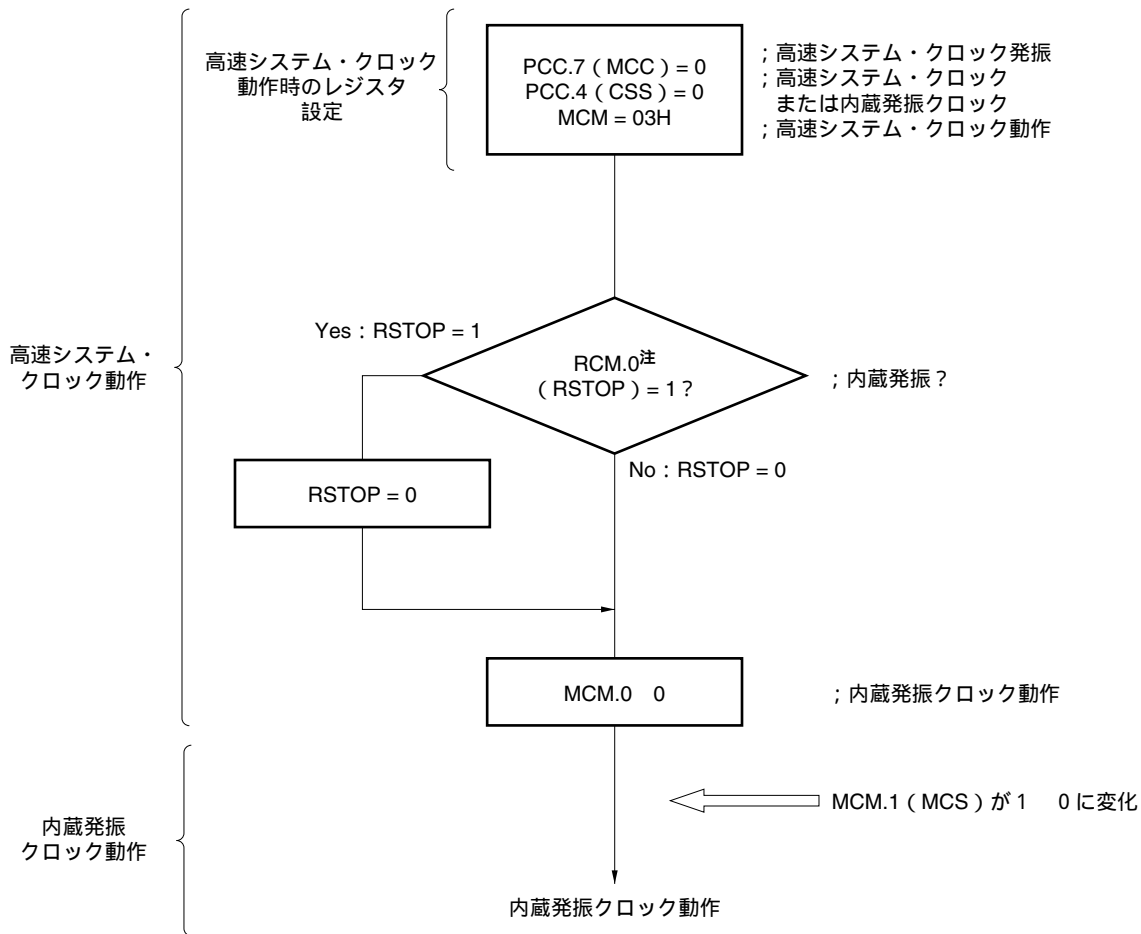 高速システム・クロック
動作時のレジスタ
設定
PCC.7（MCC）= 0
PCC.4（CSS）= 0
MCM = 03H
；高速システム・クロック発振
；高速システム・クロック
または内蔵発振クロック
；高速システム・クロック動作
高速システム・
クロック動作
Yes：RSTOP = 1
RCM.0注
（RSTOP）= 1？
；内蔵発振？
No：RSTOP = 0
RSTOP = 0
MCM.0　0
；内蔵発振クロック動作
内蔵発振
クロック動作
MCM.1（MCS）が1　0に変化
内蔵発振クロック動作